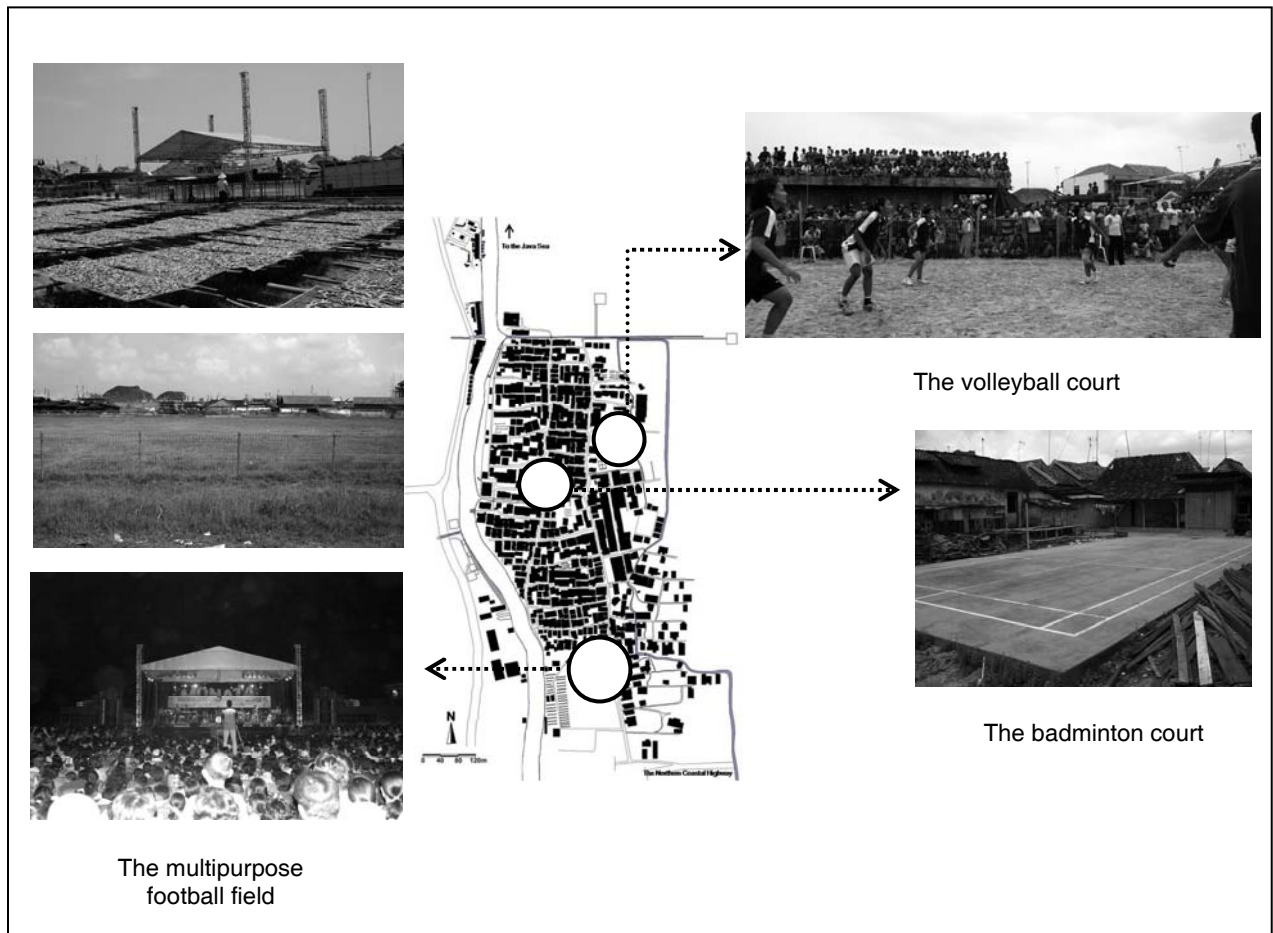 To the Java Sea
The volleyball court
The badminton court
N
0 40 80 120m
The Northern Coastal Highway
The multipurpose
football field